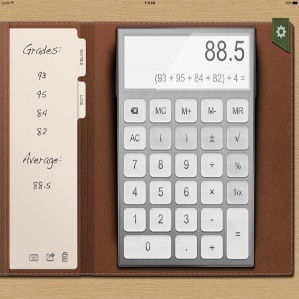 Grades:
93
95
84
82
Average:
88.5
NOTES
LOG
88.5
(93 + 95 + 84 + 82) ÷ 4 =
MC M+ M- MR
AC ( ) ± √
7 8 9 ÷ %
4 5 6 × 1/x
1 2 3 - =
0 . +